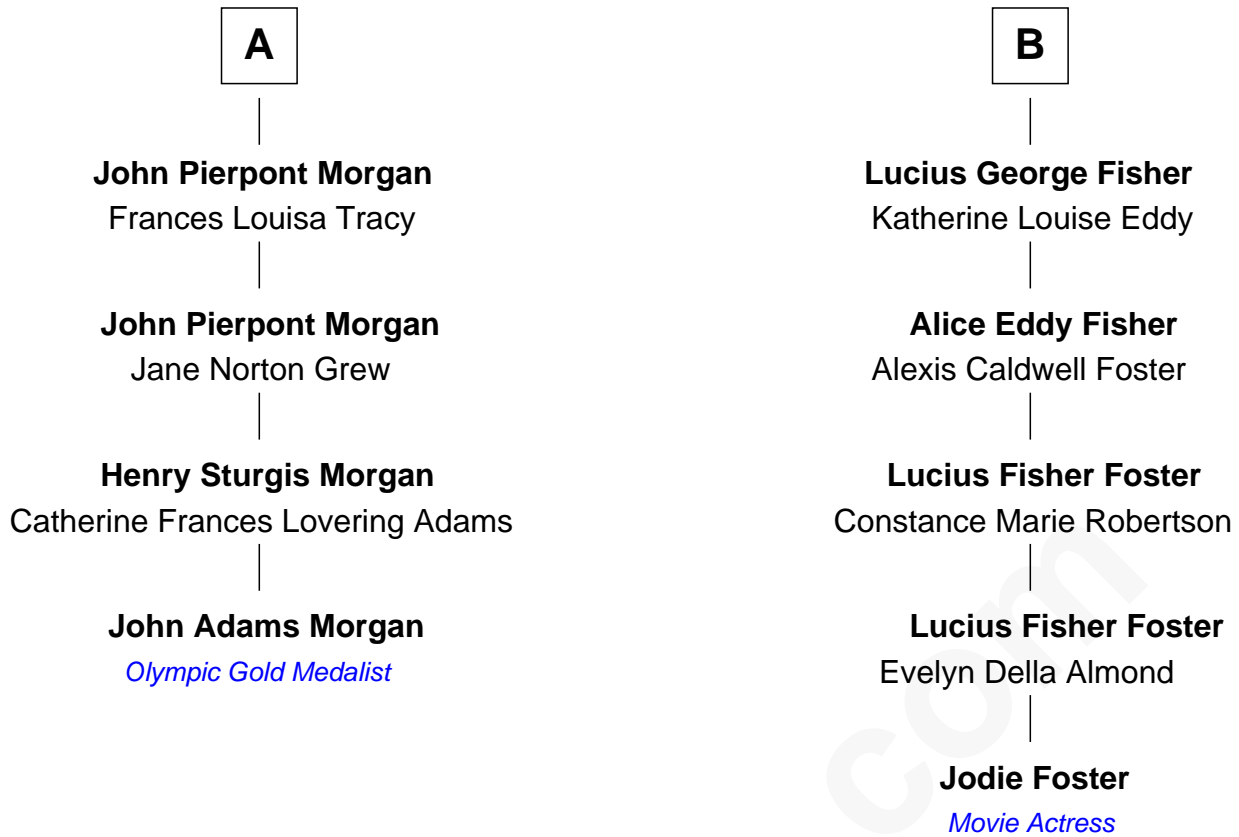 A
John Pierpont Morgan
Frances Louisa Tracy
John Pierpont Morgan
Jane Norton Grew
Henry Sturgis Morgan
Catherine Frances Lovering Adams
John Adams Morgan
Olympic Gold Medalist
B
Lucius George Fisher
Katherine Louise Eddy
Alice Eddy Fisher
Alexis Caldwell Foster
Lucius Fisher Foster
Constance Marie Robertson
Lucius Fisher Foster
Evelyn Della Almond
Jodie Foster
Movie Actress
com